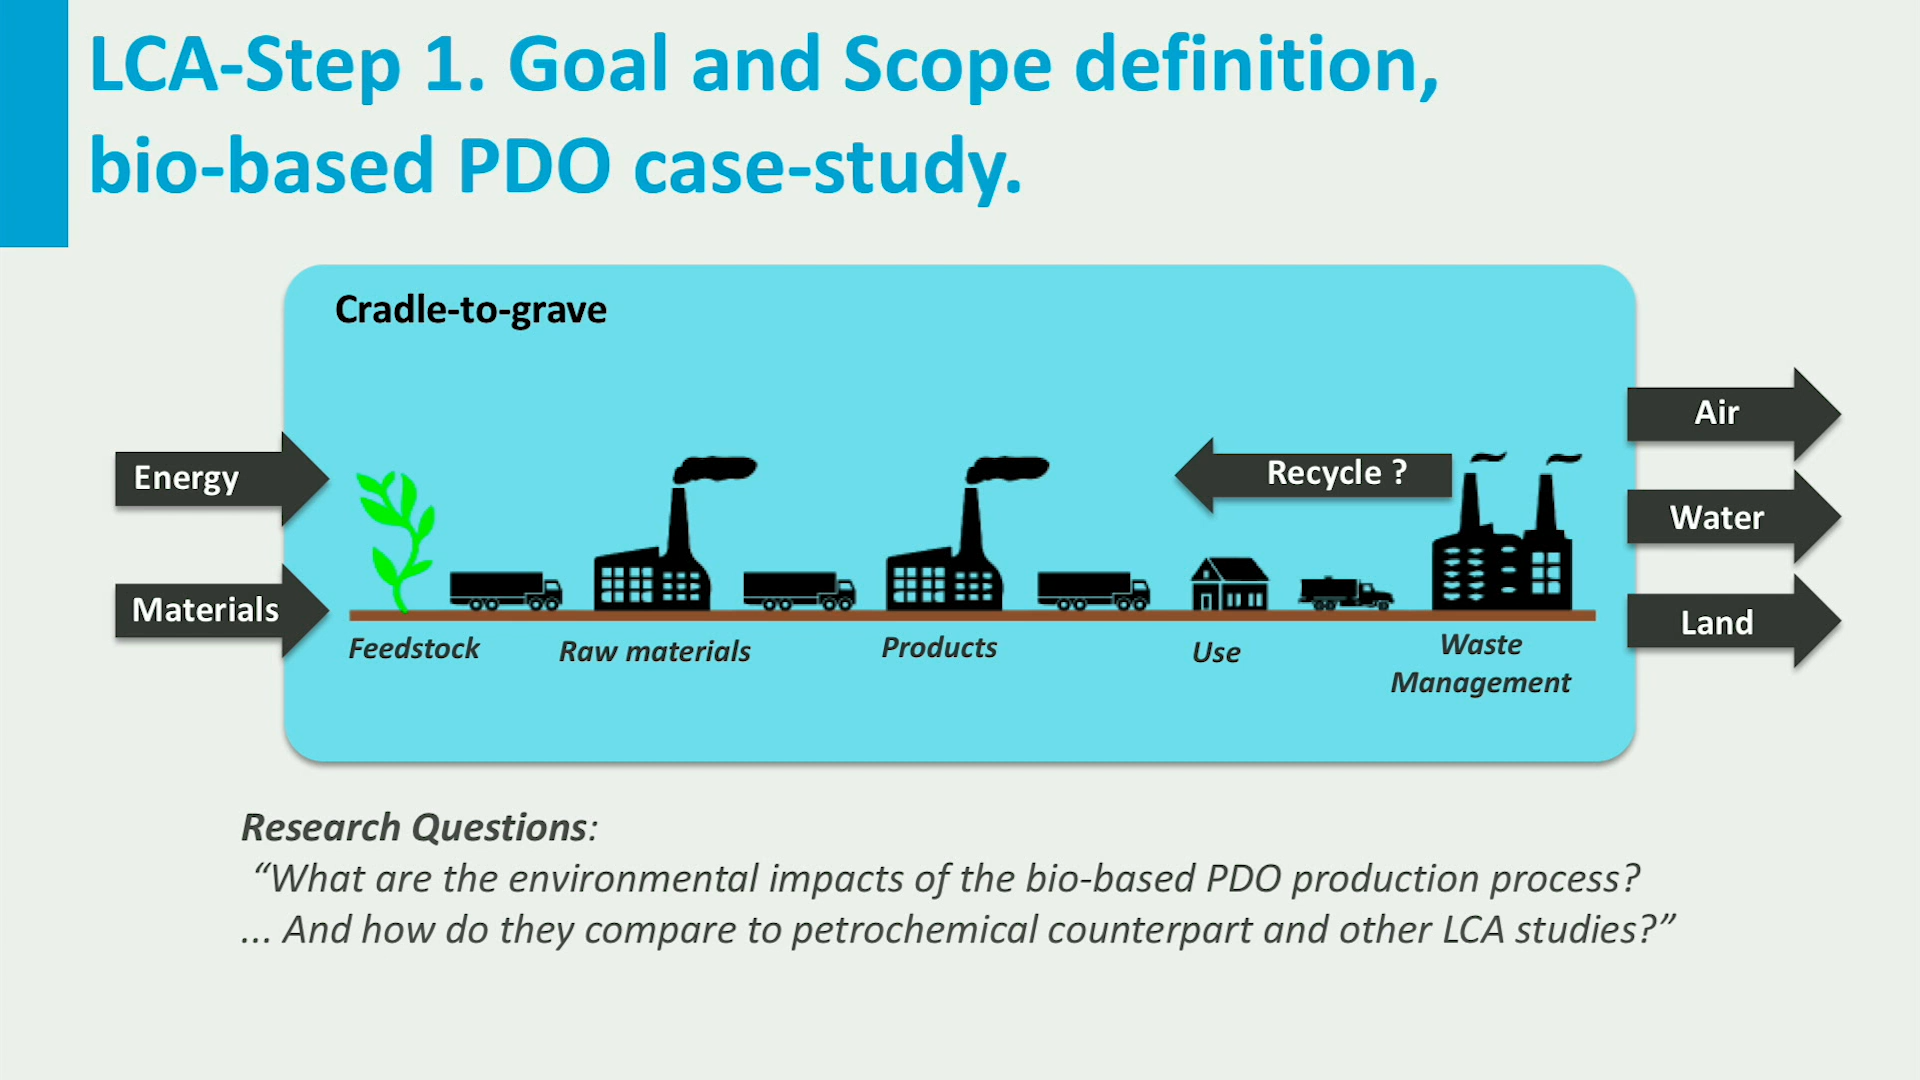 LCA-Step 1. Goal and Scope definition,
bio-based PDO case-study.
Cradle-to-grave
Energy
Materials
Recycle ?
Air
Water
Land
Feedstock
Raw materials
Products
Use
Waste
Management
Research Questions:
“What are the environmental impacts of the bio-based PDO production process?
... And how do they compare to petrochemical counterpart and other LCA studies?”